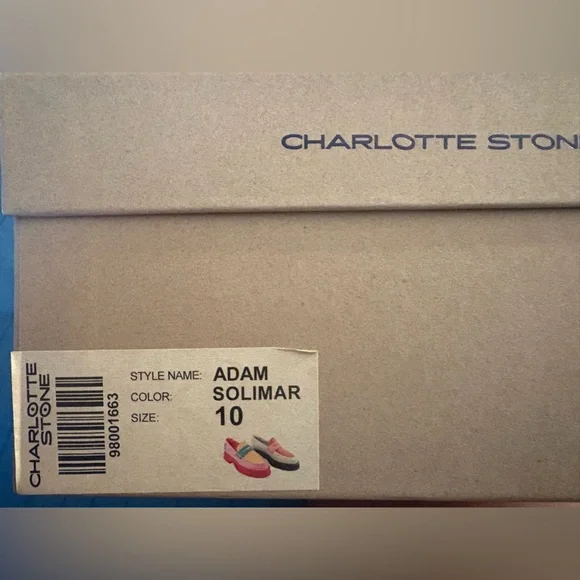 CHARLOTTE STON
CHARLOTTE
STONE
98001663
STYLE NAME: ADAM
COLOR: SOLIMAR
SIZE: 10